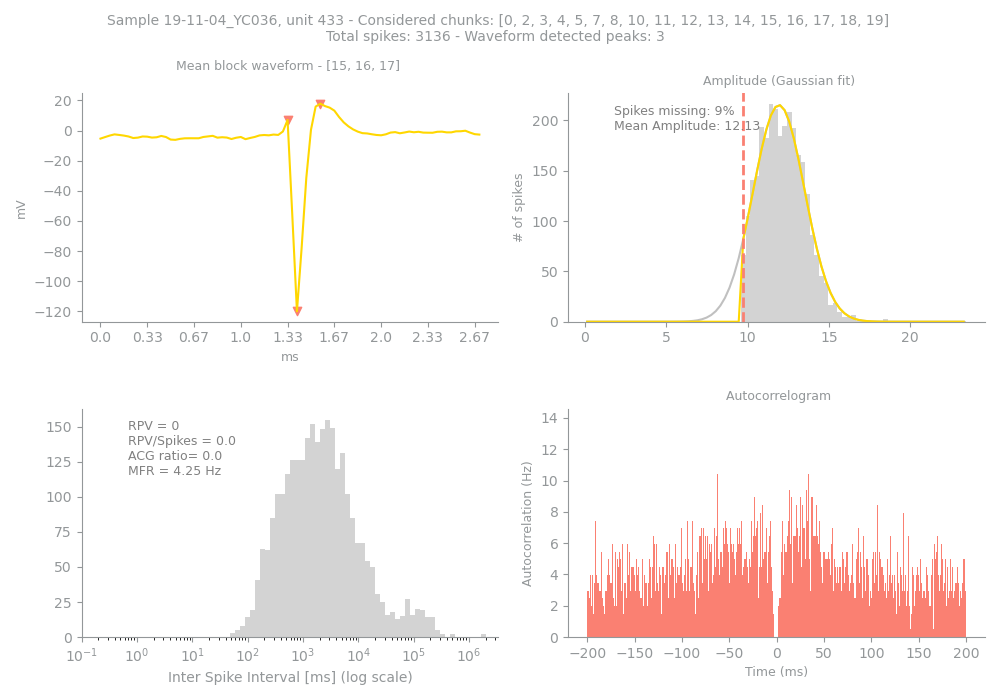 Sample 19-11-04_YC036, unit 433 - Considered chunks: [0, 2, 3, 4, 5, 7, 8, 10, 11, 12, 13, 14, 15, 16, 17, 18, 19]
Total spikes: 3136 - Waveform detected peaks: 3
Mean block waveform - [15, 16, 17]
20
0
−20
−40
−60
−80
−100
−120
mV
0.0 0.33 0.67 1.0 1.33 1.67 2.0 2.33 2.67
ms
Amplitude (Gaussian fit)
Spikes missing: 9%
Mean Amplitude: 12.13
200
150
100
50
0
# of spikes
0 5 10 15 20
RPV = 0
RPV/Spikes = 0.0
ACG ratio= 0.0
MFR = 4.25 Hz
150
125
100
75
50
25
0
10⁻¹ 10⁰ 10¹ 10² 10³ 10⁴ 10⁵ 10⁶
Inter Spike Interval [ms] (log scale)
Autocorrelogram
14
12
10
8
6
4
2
0
Autocorrelation (Hz)
−200 −150 −100 −50 0 50 100 150 200
Time (ms)